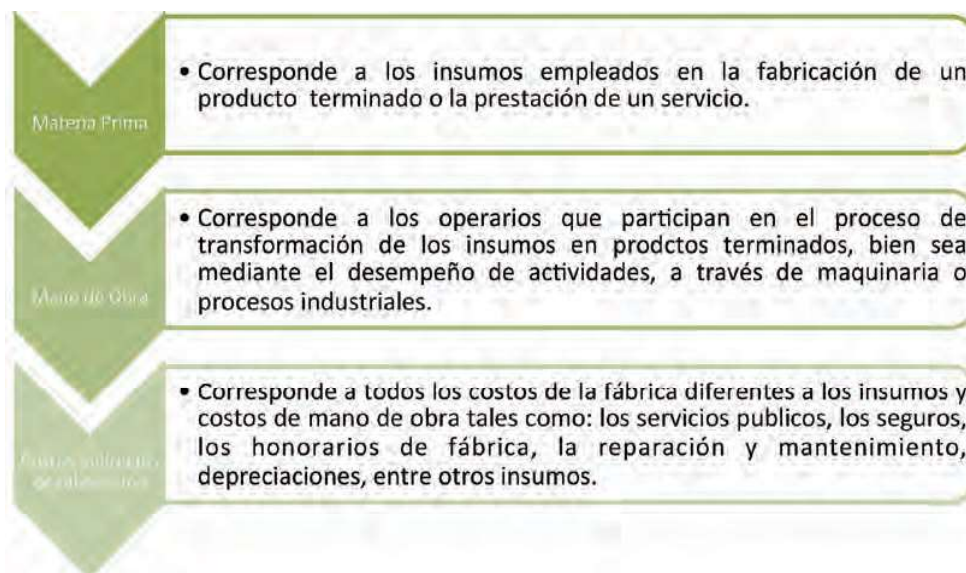 Materia Prima
• Corresponde a los insumos empleados en la fabricación de un
producto terminado o la prestación de un servicio.
Mano de Obra
• Corresponde a los operarios que participan en el proceso de
transformación de los insumos en prodctos terminados, bien sea
mediante el desempeño de actividades, a través de maquinaria o
procesos industriales.
• Corresponde a todos los costos de la fábrica diferentes a los insumos y
costos de mano de obra tales como: los servicios publicos, los seguros,
los honorarios de fábrica, la reparación y mantenimiento,
depreciaciones, entre otros insumos.